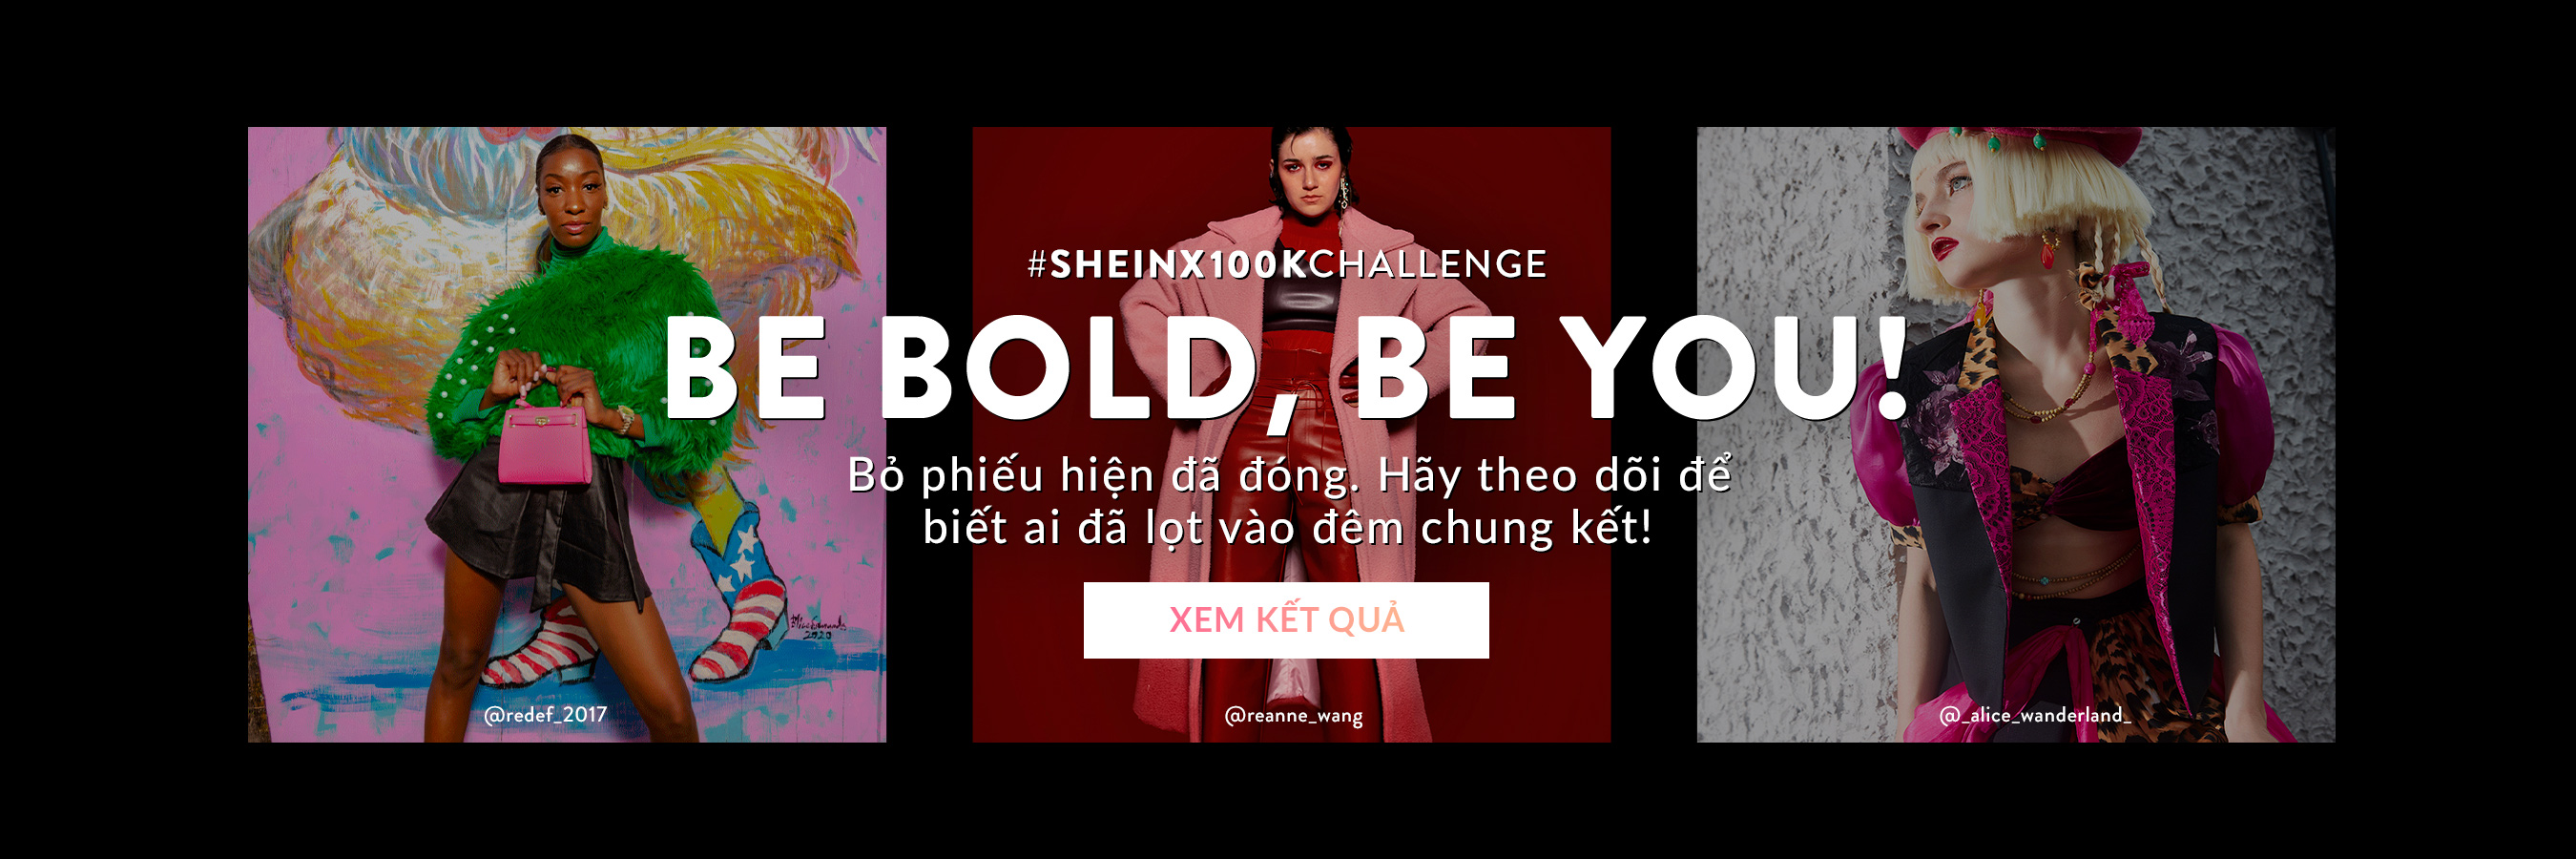 #SHEINX100KCHALLENGE
BE BOLD, BE YOU!
Bỏ phiếu hiện đã đóng. Hãy theo dõi để
biết ai đã lọt vào đêm chung kết!
XEM KẾT QUẢ
2020
@redef_2017
@reanne_wang
@_alice_wanderland_